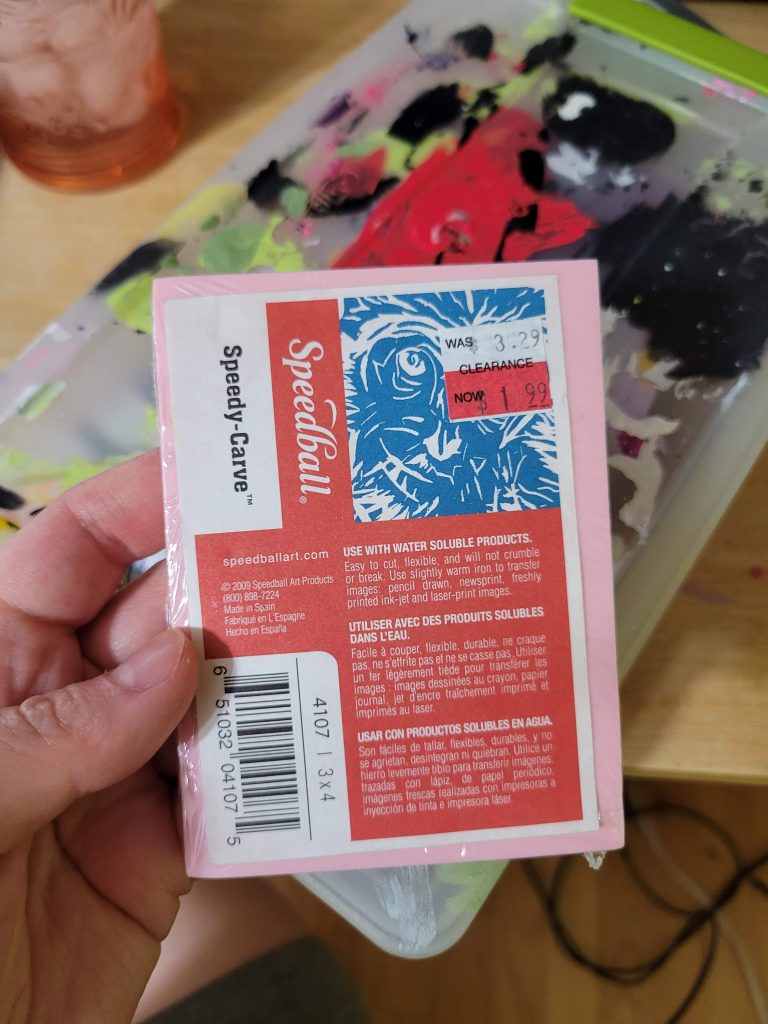 Speedy-Carve™
Speedball®
WAS $ 3.29
CLEARANCE
NOW $ 1 99
speedballart.com
© 2009 Speedball Art Products
(800) 898-7224
Made in Spain
Fabriqué en L'Espagne
Hecho en España
USE WITH WATER SOLUBLE PRODUCTS.
Easy to cut, flexible, and will not crumble
or break. Use slightly warm iron to transfer
images: pencil drawn, newsprint, freshly
printed ink-jet and laser-print images.
UTILISER AVEC DES PRODUITS SOLUBLES
DANS L'EAU.
Facile à couper, flexible, durable, ne craque
pas, ne s'effrite pas et ne se casse pas. Utiliser
un fer légèrement tiède pour transférer les
images : images dessinées au crayon, papier
journal, jet d'encre fraîchement imprimé et
imprimés au laser.
USAR CON PRODUCTOS SOLUBLES EN AGUA.
Son fáciles de tallar, flexibles, durables, y no
se agrietan, desintegran ni quiebran. Utilice un
hierro levemente tibio para transferir imágenes:
trazadas con lápiz, de papel periódico,
imágenes frescas realizadas con impresoras a
inyección de tinta e impresora láser.
4107 | 3x4
6 51032 04107 5